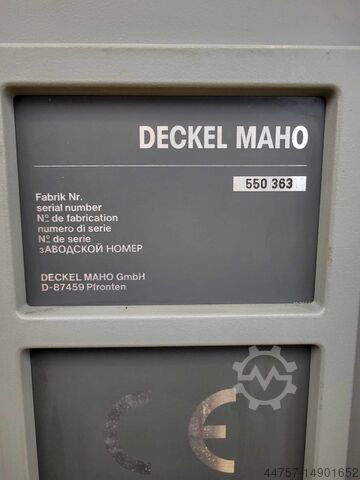 DECKEL MAHO
550 363
Fabrik Nr.
serial number
Nº de fabrication
numero di serie
Nº de serie
зАВОДСКОЙ НОМЕР
DECKEL MAHO GmbH
D-87459 Pfronten
CE
44757-14901652